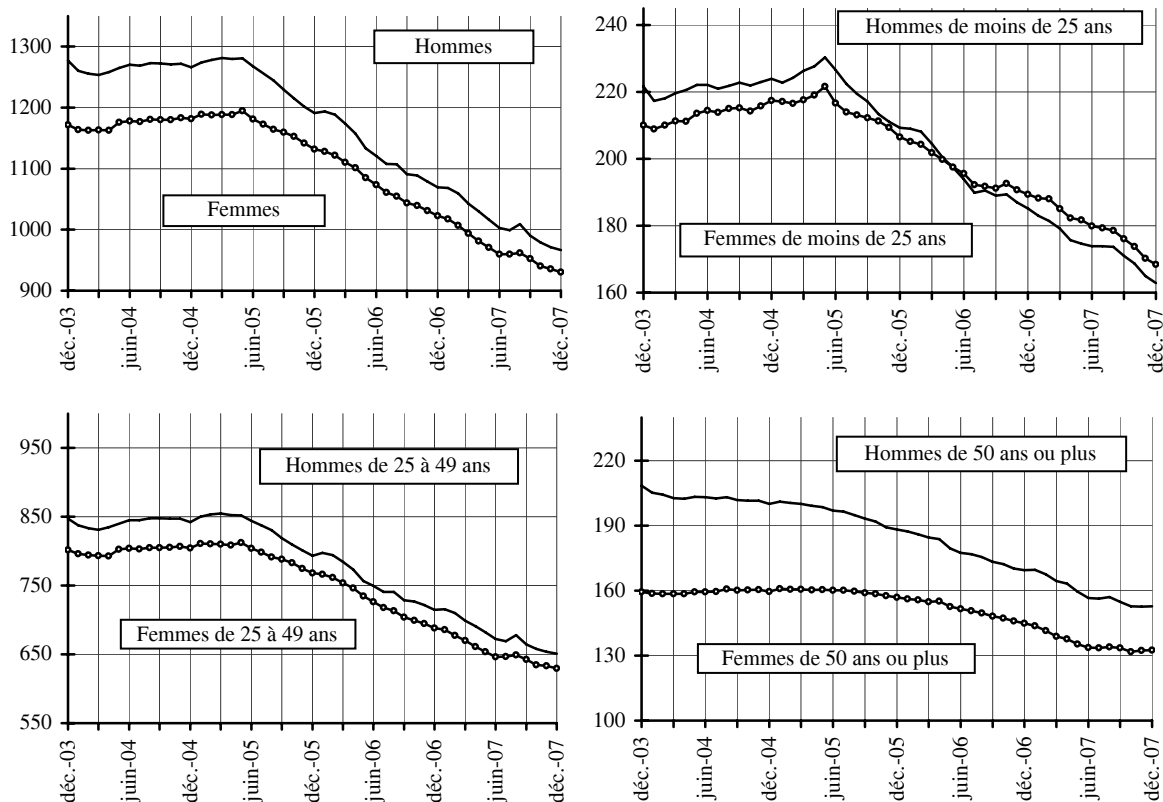 Hommes
1300
1200
1100
1000
900
Femmes
déc.-03
juin-04
déc.-04
juin-05
déc.-05
juin-06
déc.-06
juin-07
déc.-07
Hommes de moins de 25 ans
240
220
200
180
160
Femmes de moins de 25 ans
déc.-03
juin-04
déc.-04
juin-05
déc.-05
juin-06
déc.-06
juin-07
déc.-07
Hommes de 25 à 49 ans
950
850
750
650
550
Femmes de 25 à 49 ans
déc.-03
juin-04
déc.-04
juin-05
déc.-05
juin-06
déc.-06
juin-07
déc.-07
Hommes de 50 ans ou plus
220
190
160
130
100
Femmes de 50 ans ou plus
déc.-03
juin-04
déc.-04
juin-05
déc.-05
juin-06
déc.-06
juin-07
déc.-07